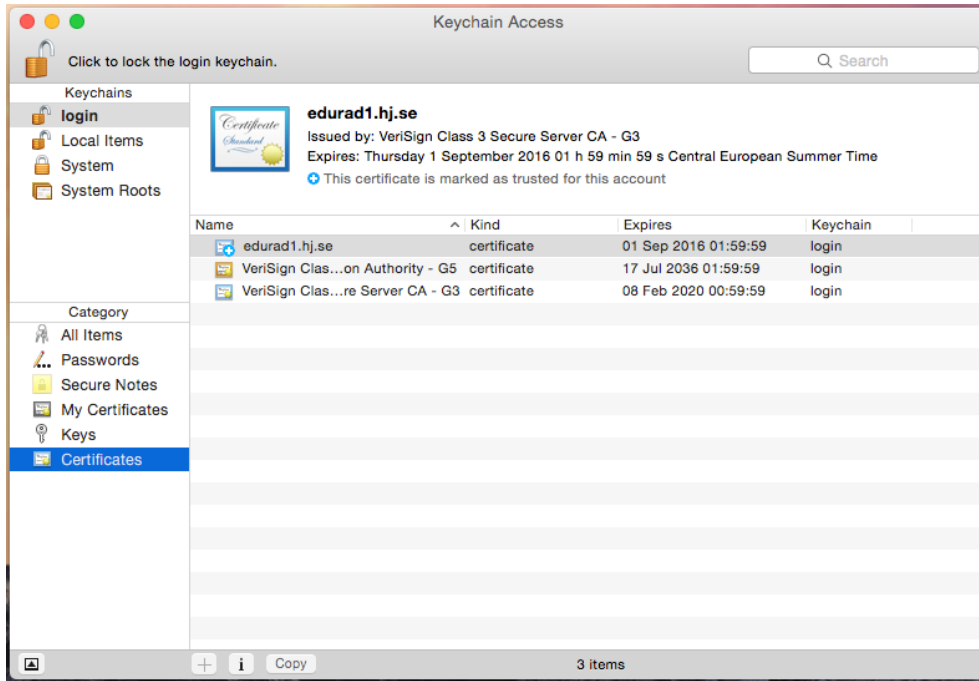 Keychain Access
Click to lock the login keychain.
Search
Keychains
login
Local Items
System
System Roots
Certificate
Standard
edurad1.hj.se
Issued by: VeriSign Class 3 Secure Server CA - G3
Expires: Thursday 1 September 2016 01 h 59 min 59 s Central European Summer Time
This certificate is marked as trusted for this account
Name Kind Expires Keychain
edurad1.hj.se certificate 01 Sep 2016 01:59:59 login
VeriSign Clas...on Authority - G5 certificate 17 Jul 2036 01:59:59 login
VeriSign Clas...re Server CA - G3 certificate 08 Feb 2020 00:59:59 login
Category
All Items
Passwords
Secure Notes
My Certificates
Keys
Certificates
+ i Copy 3 items